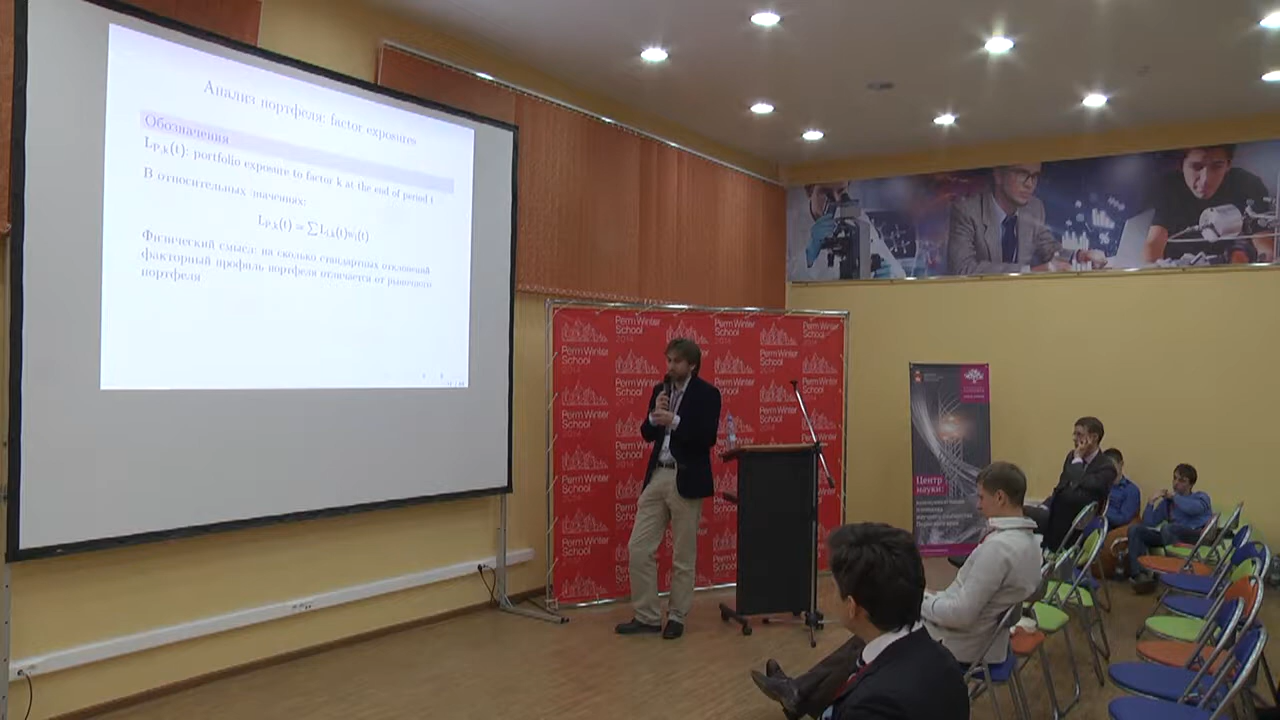 Анализ портфеля: factor exposures
Обозначения
L_{P,k}(t): portfolio exposure to factor k at the end of period t
В относительных значениях:
L_{P,k}(t) = ∑ L_{i,k}(t)w_i(t)
Физический смысл: на сколько стандартных отклонений
факторный профиль портфеля отличается от рыночного
портфеля
Perm Winter
School
2014
Центр
науки: